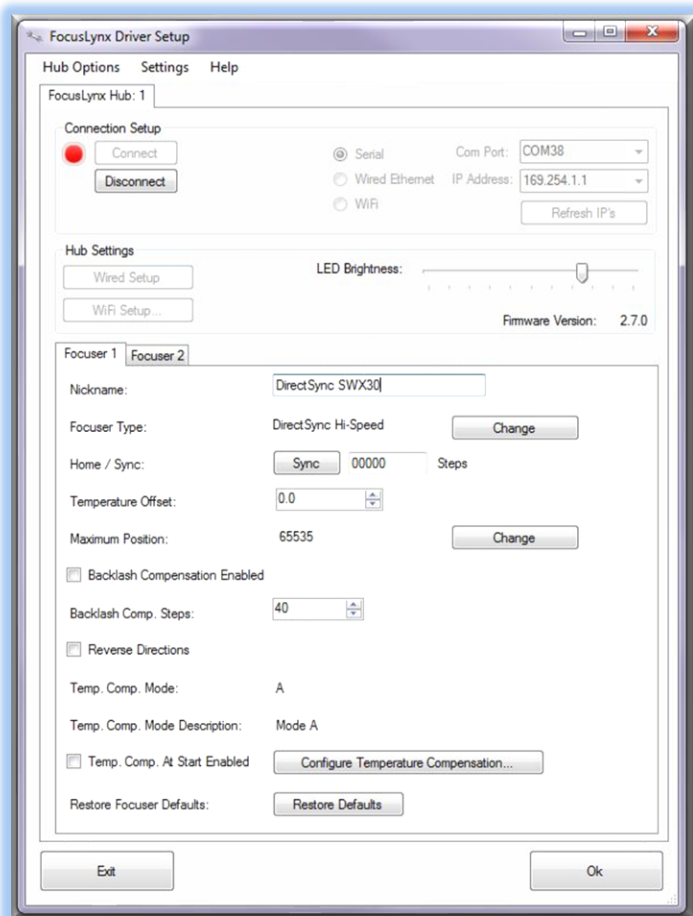 FocusLynx Driver Setup
Hub Options Settings Help
FocusLynx Hub: 1
Connection Setup
Connect Serial Com Port: COM38
Disconnect Wired Ethernet IP Address: 169.254.1.1
WiFi Refresh IP's
Hub Settings
Wired Setup LED Brightness:
WiFi Setup...
Firmware Version: 2.7.0
Focuser 1 Focuser 2
Nickname: DirectSync SWX30
Focuser Type: DirectSync Hi-Speed Change
Home / Sync: Sync 00000 Steps
Temperature Offset: 0.0
Maximum Position: 65535 Change
Backlash Compensation Enabled
Backlash Comp. Steps: 40
Reverse Directions
Temp. Comp. Mode: A
Temp. Comp. Mode Description: Mode A
Temp. Comp. At Start Enabled Configure Temperature Compensation...
Restore Focuser Defaults: Restore Defaults
Exit Ok